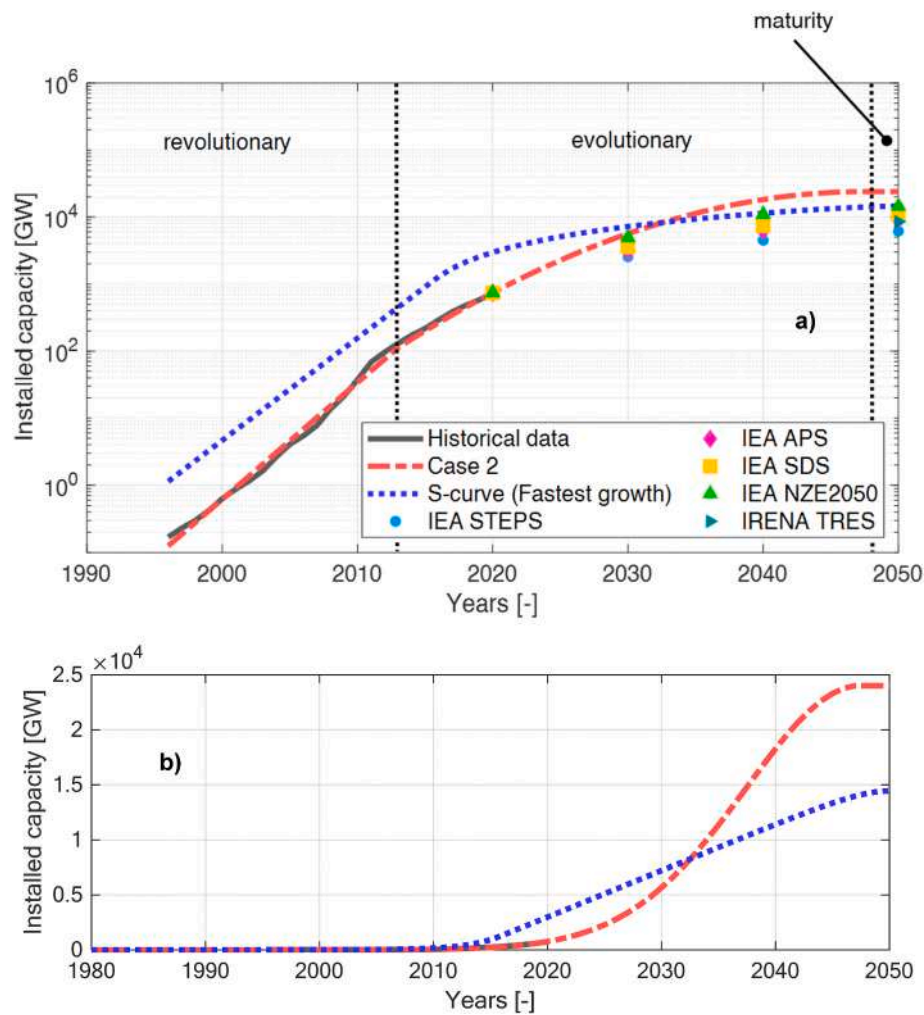 maturity
10^6
revolutionary
evolutionary
10^4
a)
10^2
10^0
Installed capacity [GW]
Historical data
Case 2
S-curve (Fastest growth)
IEA STEPS
IEA APS
IEA SDS
IEA NZE2050
IRENA TRES
1990 2000 2010 2020 2030 2040 2050
Years [-]
×10^4
2.5
2
1.5
1
0.5
0
b)
Installed capacity [GW]
1980 1990 2000 2010 2020 2030 2040 2050
Years [-]